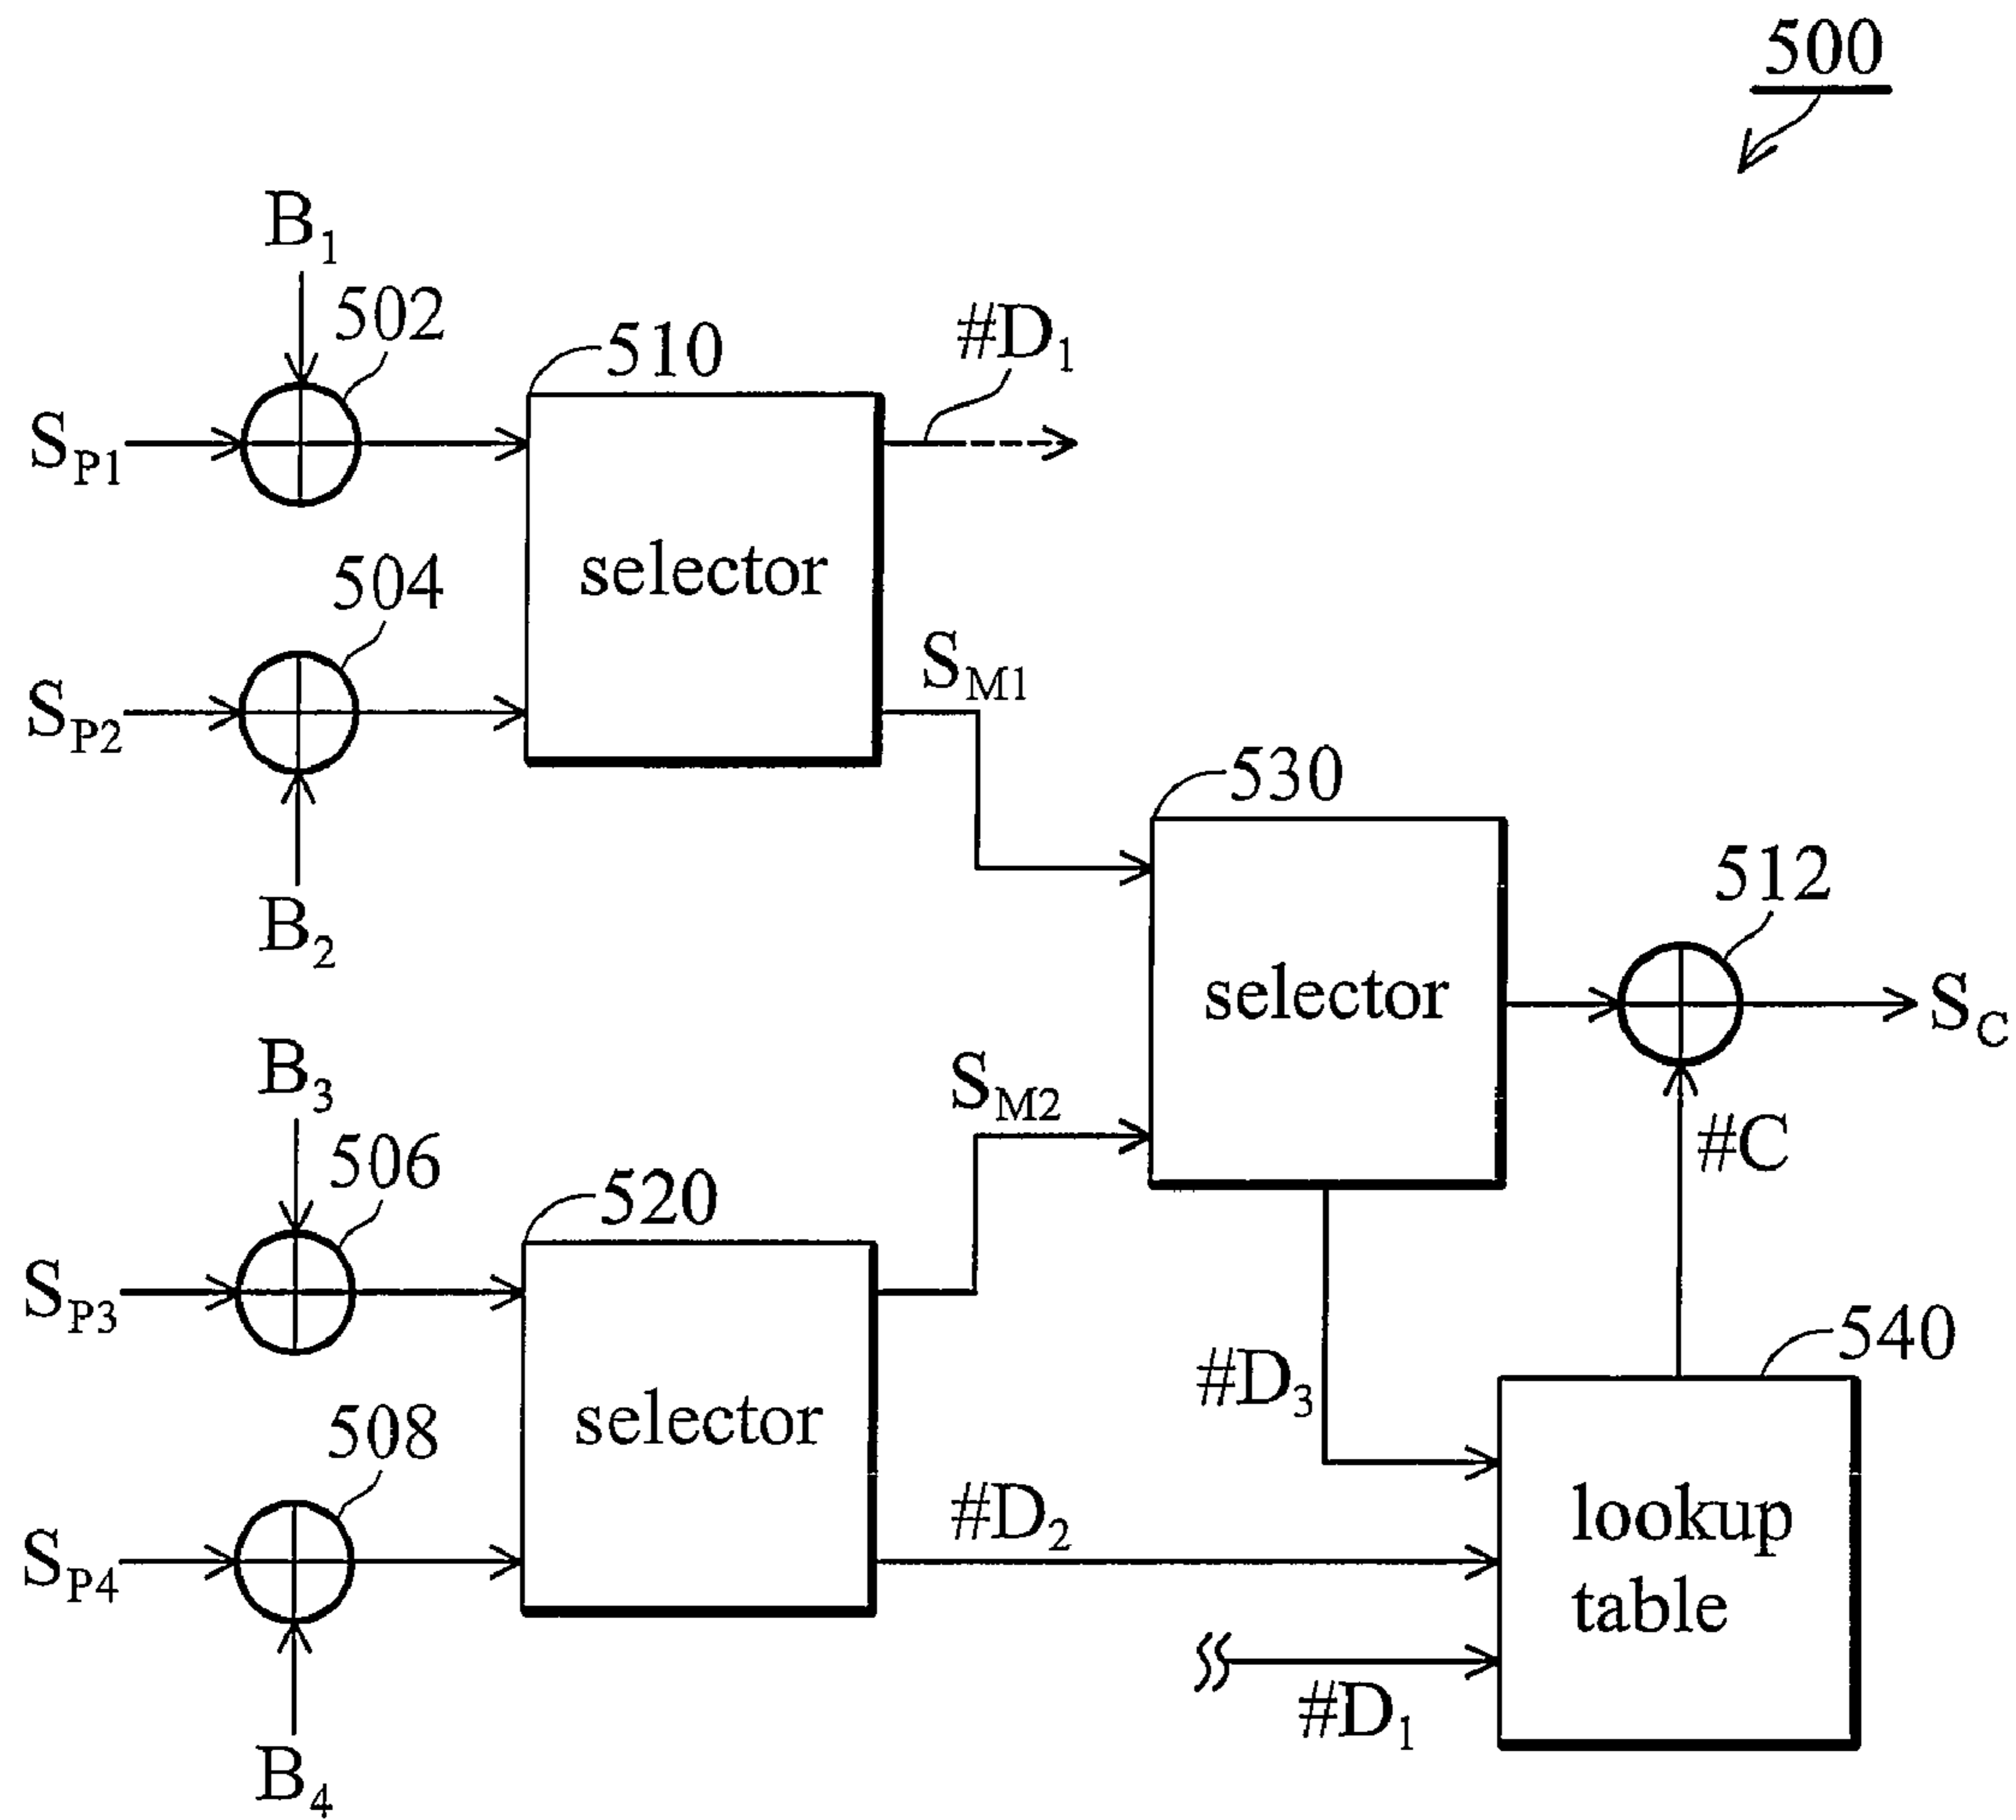 500
B1
502
510
#D1
SP1
selector
504
SM1
SP2
530
B2
512
selector
SC
B3
SM2
#C
506
520
SP3
540
#D3
selector
508
#D2
lookup
table
SP4
#D1
B4